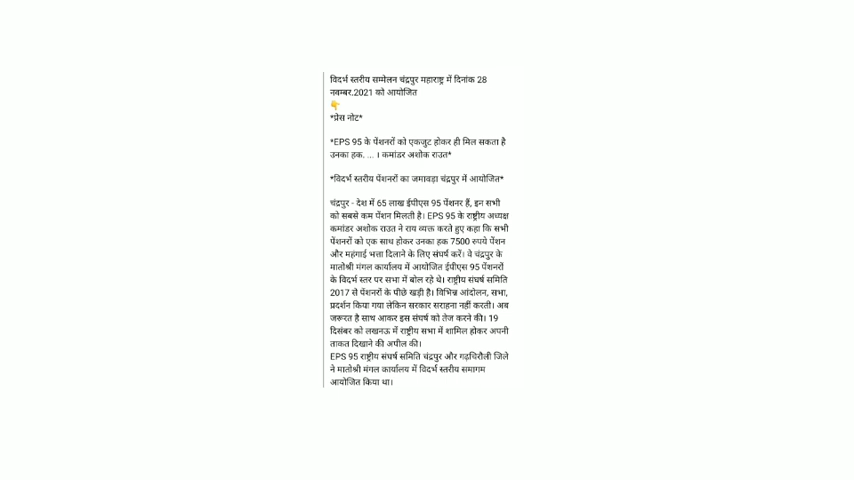 विदर्भ स्तरीय सम्मेलन चंद्रपुर महाराष्ट्र में दिनांक 28
नवम्बर,2021 को आयोजित
👇
*प्रेस नोट*
*EPS 95 के पेंशनरों को एकजुट होकर ही मिल सकता है
उनका हक. ... । कमांडर अशोक राउत*
*विदर्भ स्तरीय पेंशनरों का जमावड़ा चंद्रपुर में आयोजित*
चंद्रपुर - देश में 65 लाख ईपीएस 95 पेंशनर हैं, इन सभी
को सबसे कम पेंशन मिलती है। EPS 95 के राष्ट्रीय अध्यक्ष
कमांडर अशोक राउत ने राय व्यक्त करते हुए कहा कि सभी
पेंशनरों को एक साथ होकर उनका हक 7500 रुपये पेंशन
और महंगाई भत्ता दिलाने के लिए संघर्ष करें। वे चंद्रपुर के
मातोश्री मंगल कार्यालय में आयोजित ईपीएस 95 पेंशनरों
के विदर्भ स्तर पर सभा में बोल रहे थे। राष्ट्रीय संघर्ष समिति
2017 से पेंशनरों के पीछे खड़ी है। विभिन्न आंदोलन, सभा,
प्रदर्शन किया गया लेकिन सरकार सराहना नहीं करती। अब
जरूरत है साथ आकर इस संघर्ष को तेज करने की। 19
दिसंबर को लखनऊ में राष्ट्रीय सभा में शामिल होकर अपनी
ताकत दिखाने की अपील की।
EPS 95 राष्ट्रीय संघर्ष समिति चंद्रपुर और गढ़चिरौली जिले
ने मातोश्री मंगल कार्यालय में विदर्भ स्तरीय समागम
आयोजित किया था।